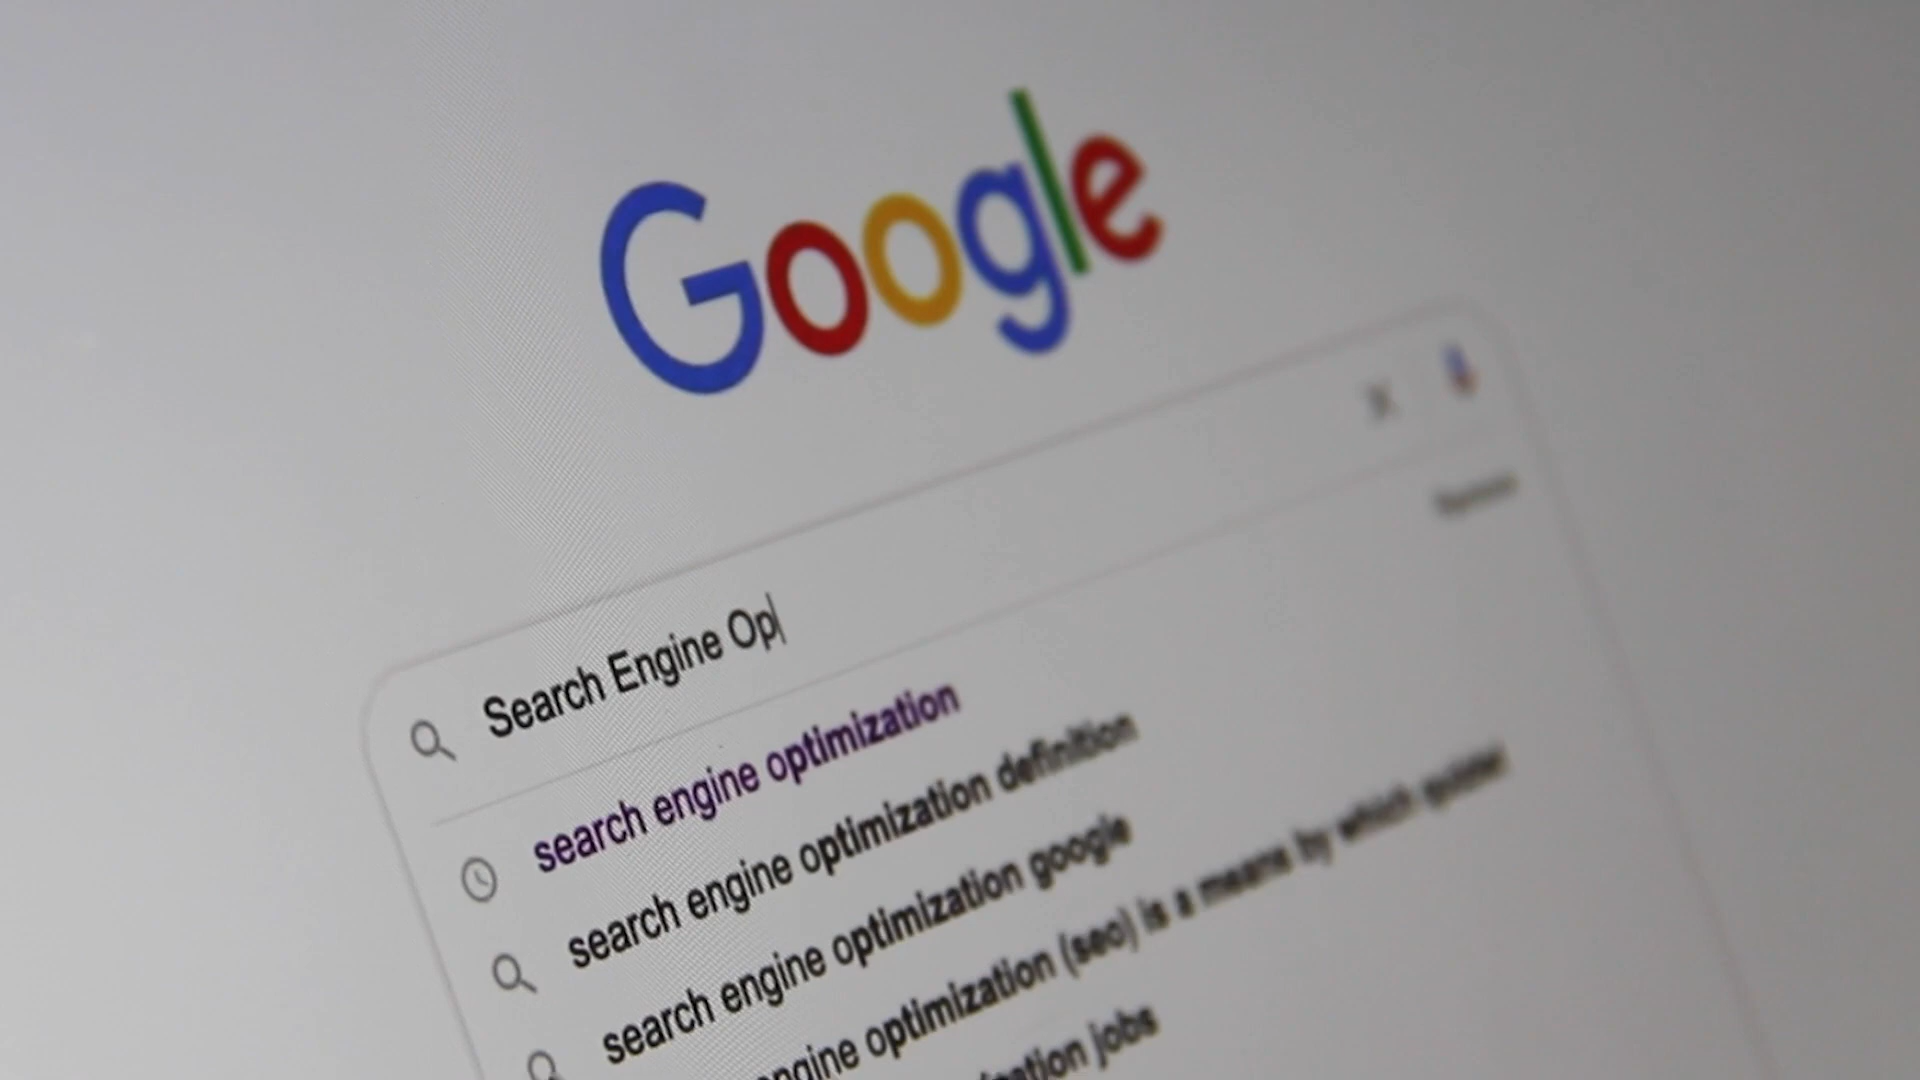 Google
Search Engine Op
Remove
search engine optimization
search engine optimization definition
search engine optimization google
engine optimization (seo) is a means by which
jobs